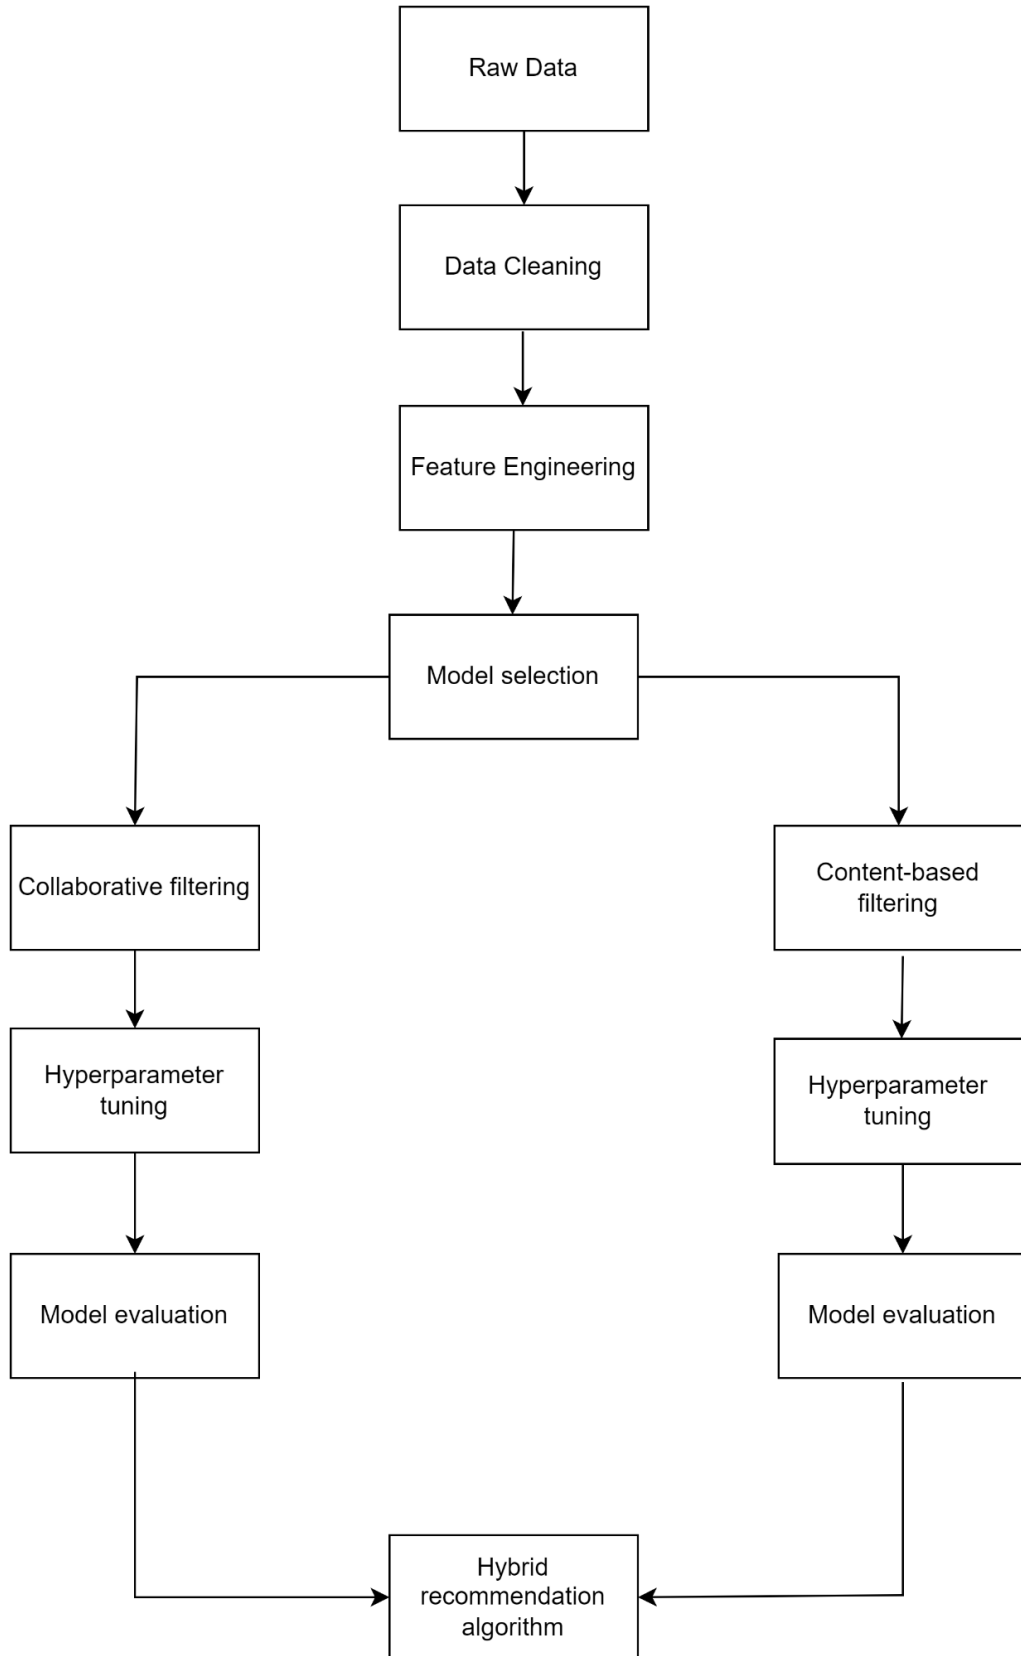 Raw Data
Data Cleaning
Feature Engineering
Model selection
Collaborative filtering
Content-based
filtering
Hyperparameter
tuning
Hyperparameter
tuning
Model evaluation
Model evaluation
Hybrid
recommendation
algorithm